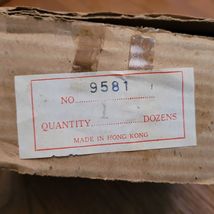 9581
NO
1
QUANTITY DOZENS
MADE IN HONG KONG